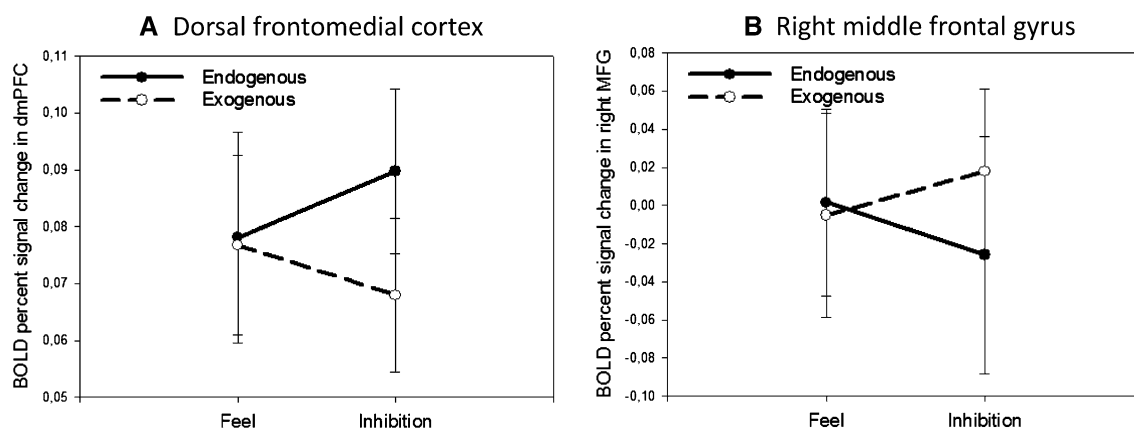 A Dorsal frontomedial cortex
BOLD percent signal change in dmPFC
0,11
0,10
0,09
0,08
0,07
0,06
0,05
Endogenous
Exogenous
Feel Inhibition
B Right middle frontal gyrus
BOLD percent signal change in right MFG
0,08
0,06
0,04
0,02
0,00
-0,02
-0,04
-0,06
-0,08
-0,10
Endogenous
Exogenous
Feel Inhibition